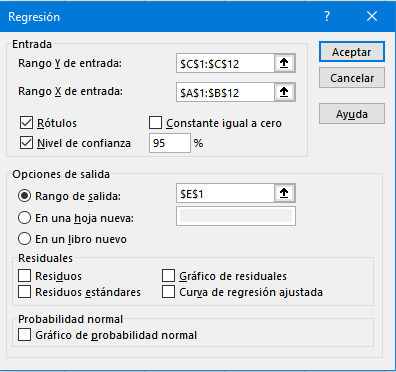 Regresión
?
Entrada
Rango Y de entrada:
$C$1:$C$12
Rango X de entrada:
$A$1:$B$12
Rótulos
Constante igual a cero
Nivel de confianza
95
%
Aceptar
Cancelar
Ayuda
Opciones de salida
Rango de salida:
$E$1
En una hoja nueva:
En un libro nuevo
Residuales
Residuos
Gráfico de residuales
Residuos estándares
Curva de regresión ajustada
Probabilidad normal
Gráfico de probabilidad normal